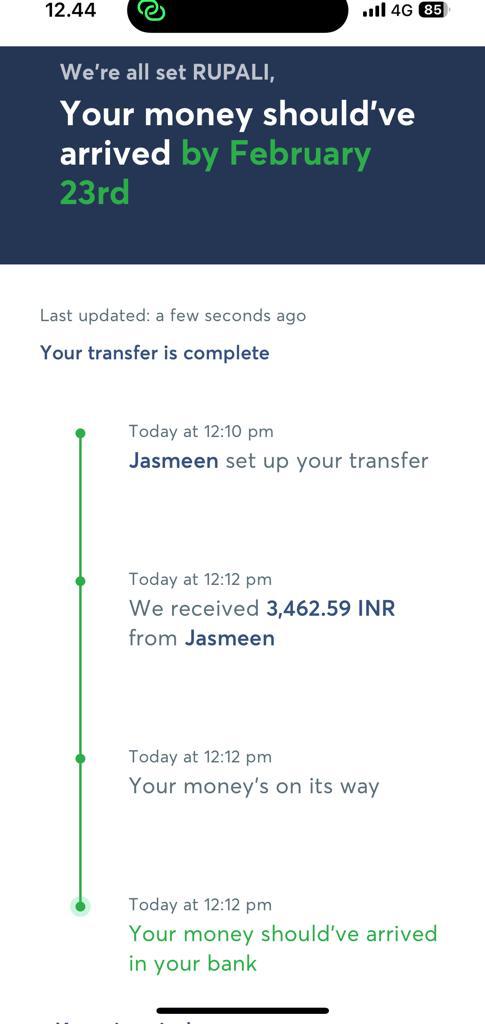 12.44
4G 85
We're all set RUPALI,
Your money should've
arrived by February
23rd
Last updated: a few seconds ago
Your transfer is complete
Today at 12:10 pm
Jasmeen set up your transfer
Today at 12:12 pm
We received 3,462.59 INR
from Jasmeen
Today at 12:12 pm
Your money's on its way
Today at 12:12 pm
Your money should've arrived
in your bank